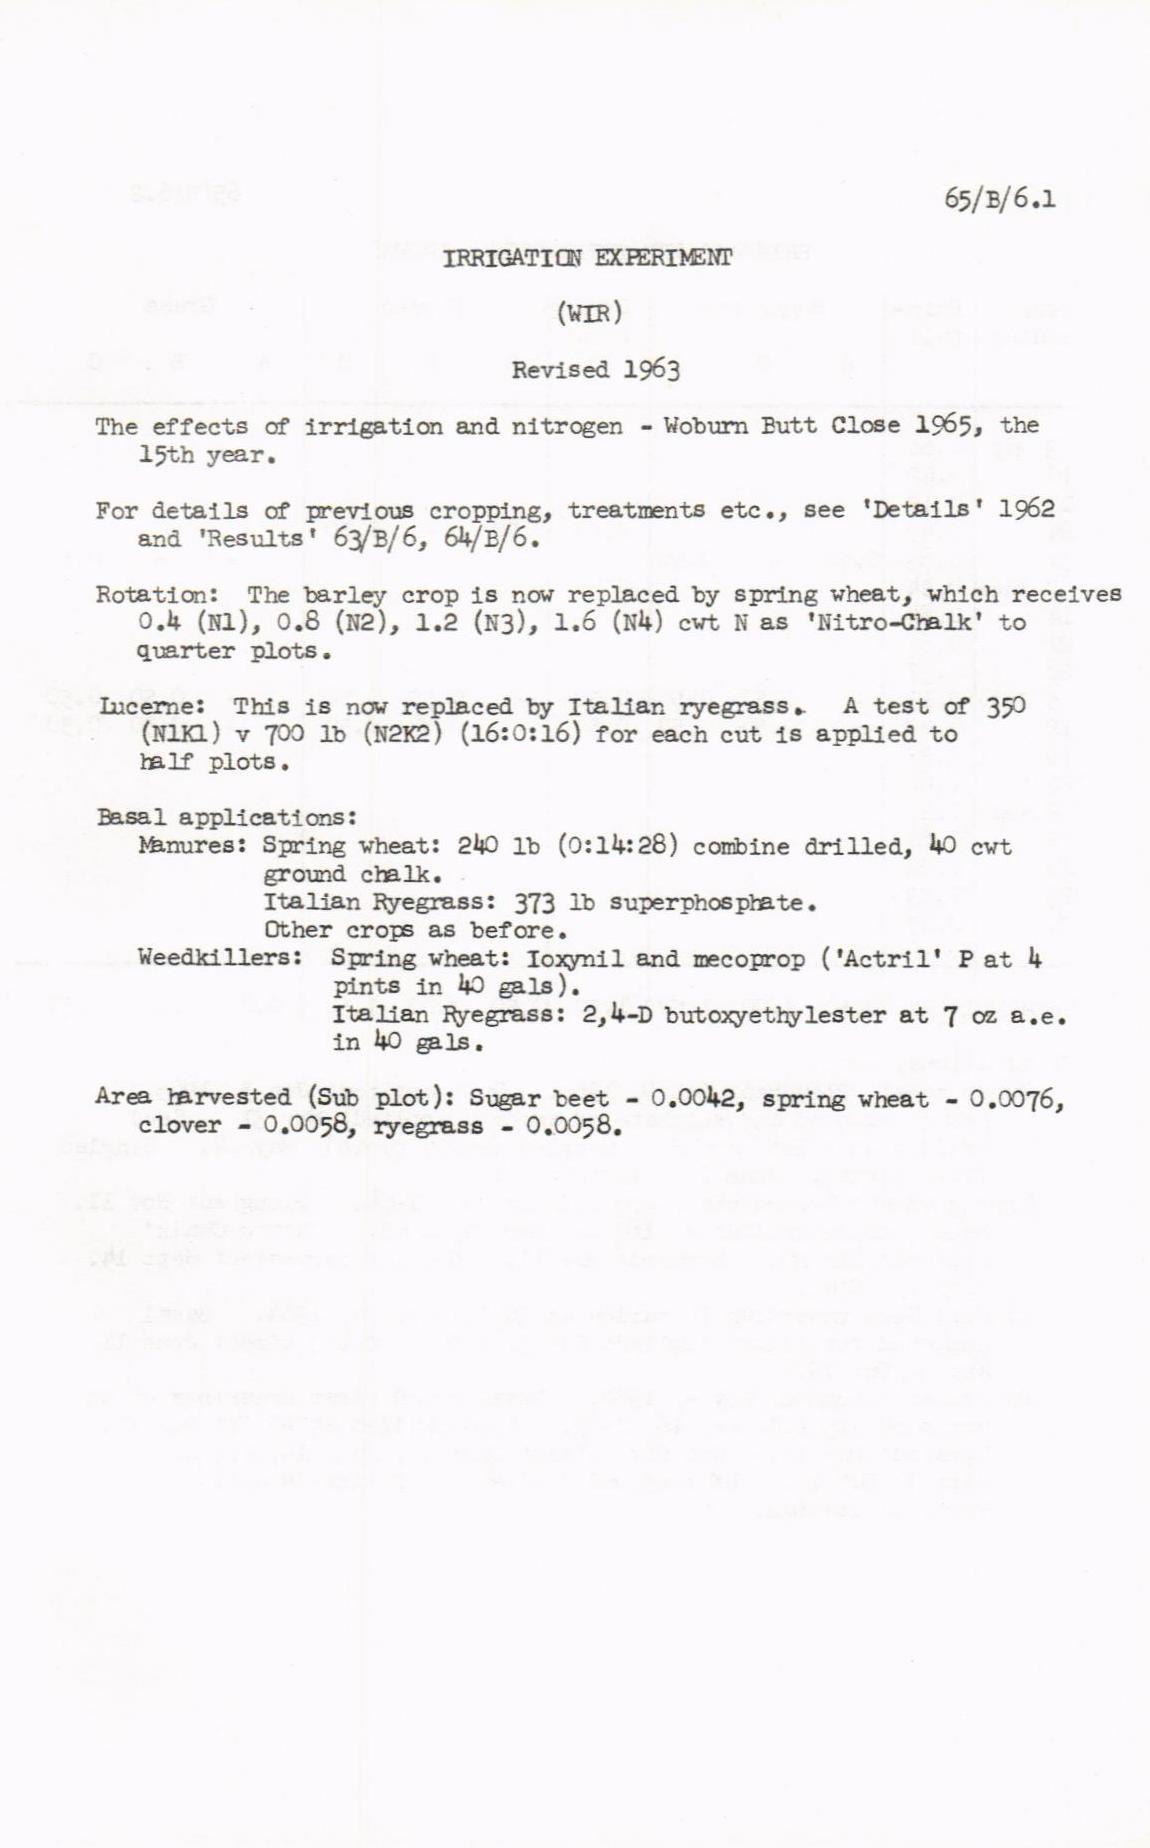 65/B/6.1
IRRIGATION EXPERIMENT
(WIR)
Revised 1963
The effects of irrigation and nitrogen - Woburn Butt Close 1965, the
15th year.
For details of previous cropping, treatments etc., see 'Details' 1962
and 'Results' 63/B/6, 64/B/6.
Rotation: The barley crop is now replaced by spring wheat, which receives
0.4 (N1), 0.8 (N2), 1.2 (N3), 1.6 (N4) cwt N as 'Nitro-Chalk' to
quarter plots.
Lucerne: This is now replaced by Italian ryegrass. A test of 350
(N1K1) v 700 lb (N2K2) (16:0:16) for each cut is applied to
half plots.
Basal applications:
Manures: Spring wheat: 240 lb (0:14:28) combine drilled, 40 cwt
ground chalk.
Italian Ryegrass: 373 lb superphosphate.
Other crops as before.
Weedkillers: Spring wheat: Ioxynil and mecoprop ('Actril' P at 4
pints in 40 gals).
Italian Ryegrass: 2,4-D butoxyethylester at 7 oz a.e.
in 40 gals.
Area harvested (Sub plot): Sugar beet - 0.0042, spring wheat - 0.0076,
clover - 0.0058, ryegrass - 0.0058.